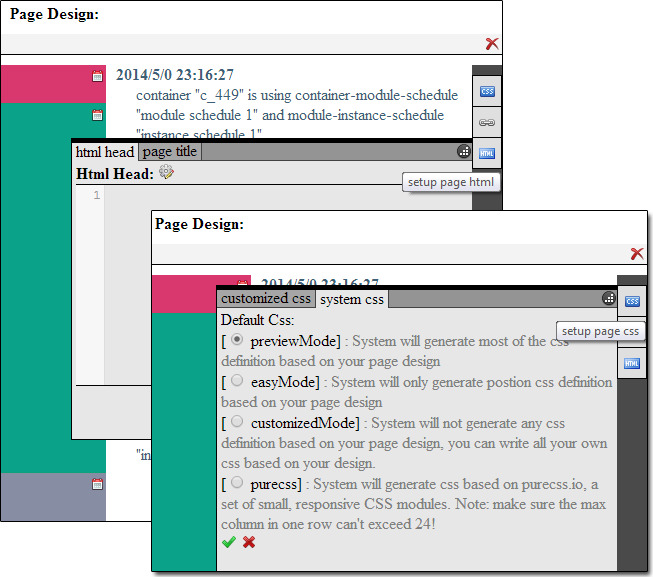 Page Design:
2014/5/0 23:16:27
container "c_449" is using container-module-schedule
"module schedule 1" and module-instance-schedule
"instance schedule 1"
html head
page title
Html Head:
CSS
HTML
setup page html
1
"in
Page Design:
2014/5/0 23:16:27
customized css
system css
CSS
setup page css
HTML
Default Css:
[ previewMode] : System will generate most of the css
definition based on your page design
[ easyMode] : System will only generate postion css definition
based on your page design
[ customizedMode] : System will not generate any css
definition based on your page design, you can write all your own
css based on your design.
[ purecss] : System will generate css based on purecss.io, a
set of small, responsive CSS modules. Note: make sure the max
column in one row can't exceed 24!